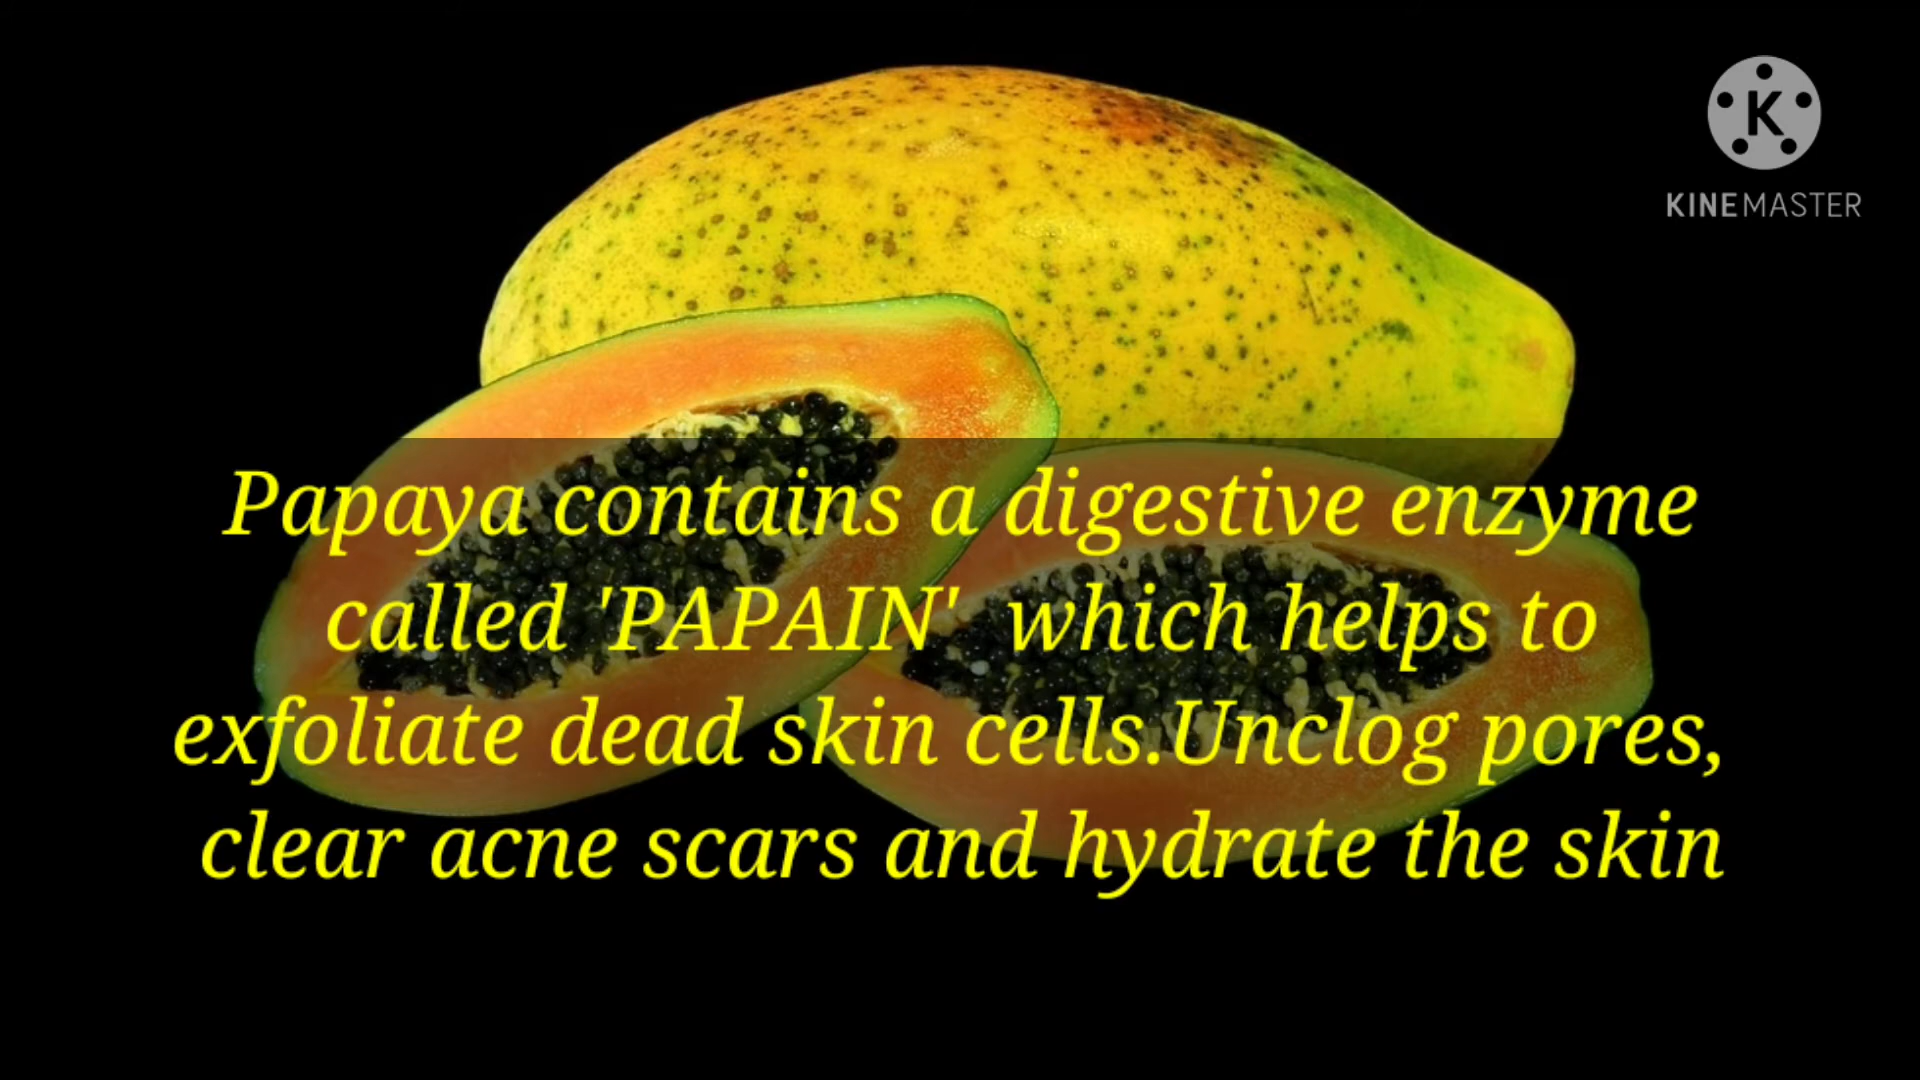 K
KINEMASTER
Papaya contains a digestive enzyme
called 'PAPAIN' which helps to
exfoliate dead skin cells.Unclog pores,
clear acne scars and hydrate the skin